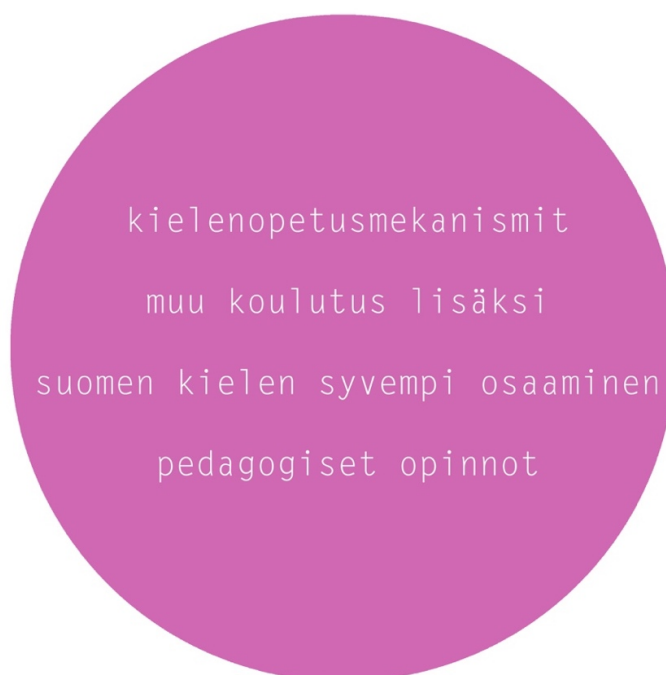 kielenopetusmekanismit
muu koulutus lisäksi
suomen kielen syvempi osaaminen
pedagogiset opinnot